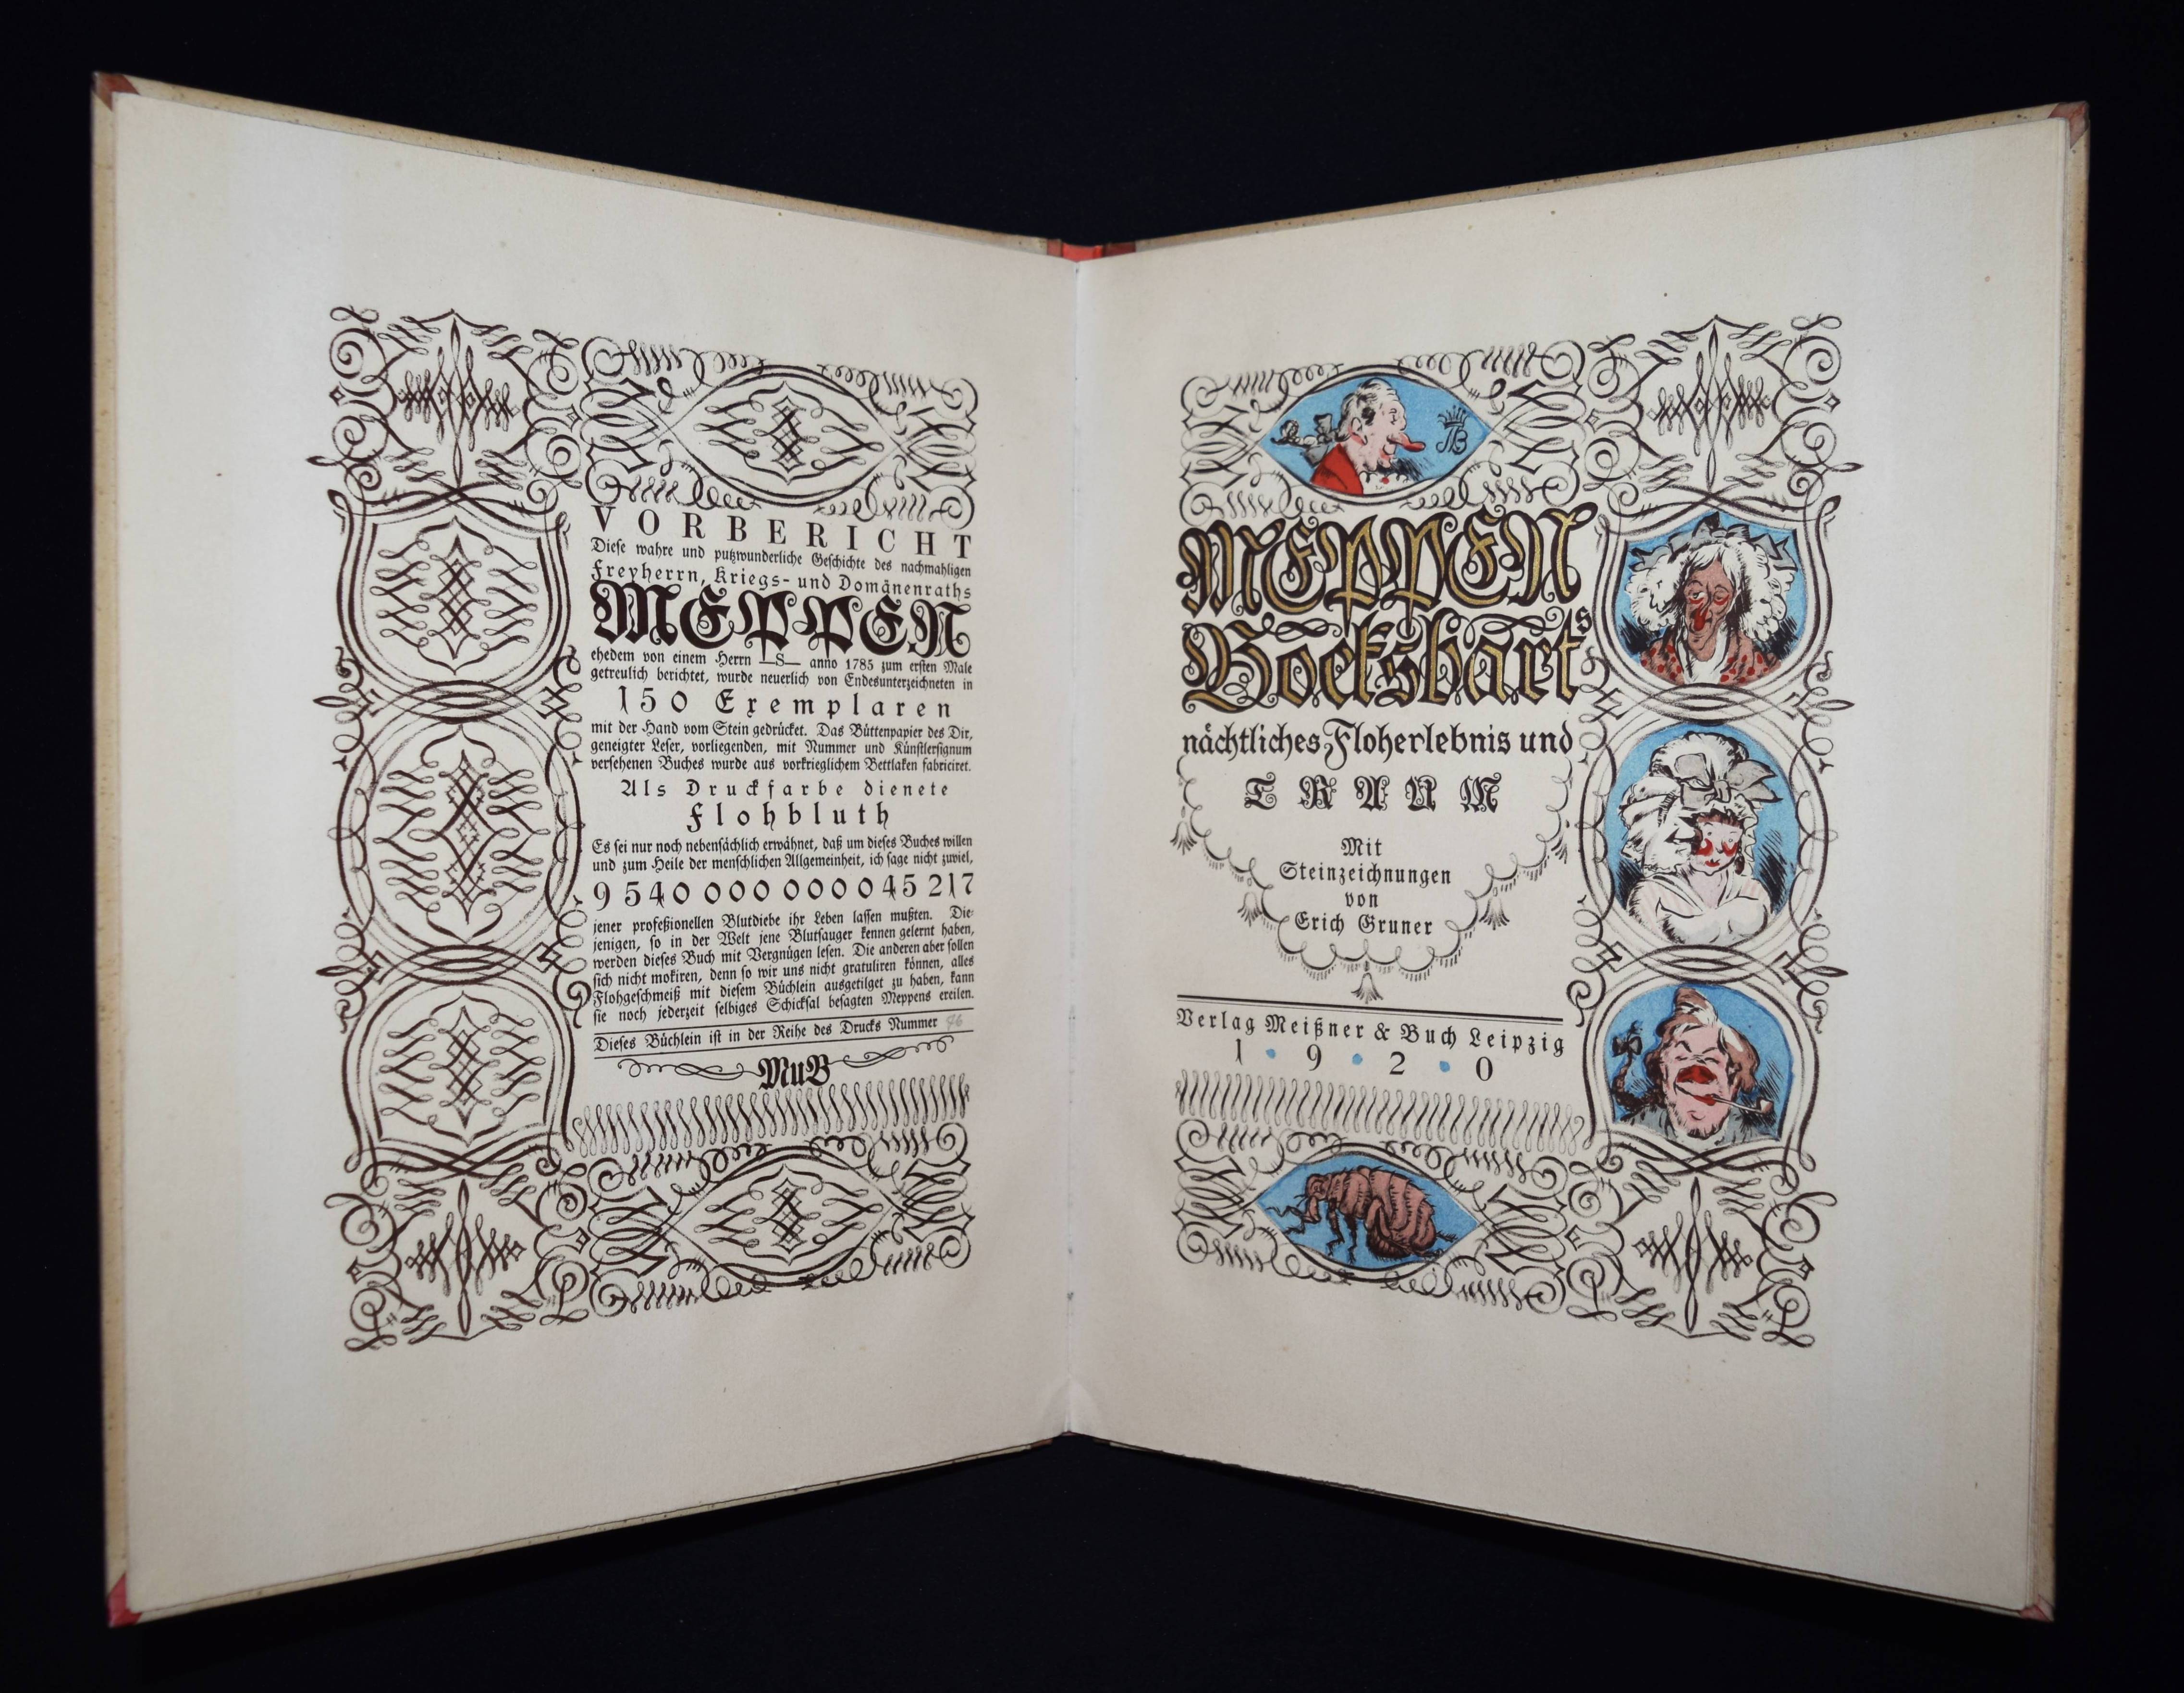 VORBERICHT
Diese wahre und putzwunderliche Geschichte des nachmahligen
Freyherrn, Kriegs- und Domänenraths
MEPPEN
ehedem von einem Herrn —S— anno 1785 zum ersten Male
getreulich berichtet, wurde neuerlich von Endesunterzeichneten in
150 Exemplaren
mit der Hand vom Stein gedrücket. Das Büttenpapier des Dir,
geneigter Leser, vorliegenden, mit Nummer und Künstlersignum
versehenen Buches wurde aus vorkrieglichem Bettlaken fabriciret.
Als Druckfarbe dienete
Flohbluth
Es sei nur noch nebensächlich erwähnet, daß um dieses Buches willen
und zum Heile der menschlichen Allgemeinheit, ich sage nicht zuviel,
9 540 000 000 045 217
jener profeßionellen Blutdiebe ihr Leben lassen mußten. Die-
jenigen, so in der Welt jene Blutsauger kennen gelernt haben,
werden dieses Buch mit Vergnügen lesen. Die anderen aber sollen
sich nicht mokiren, denn so wir uns nicht gratuliren können, alles
Flohgeschmeiß mit diesem Büchlein ausgetilget zu haben, kann
sie noch jederzeit selbiges Schicksal besagten Meppens ereilen.
Dieses Büchlein ist in der Reihe des Drucks Nummer 46
MuB
MEPPEN
Bocksbarts
nächtliches Floherlebnis und
TRAUM
Mit
Steinzeichnungen
von
Erich Gruner
Verlag Meißner & Buch Leipzig
1 • 9 • 2 • 0